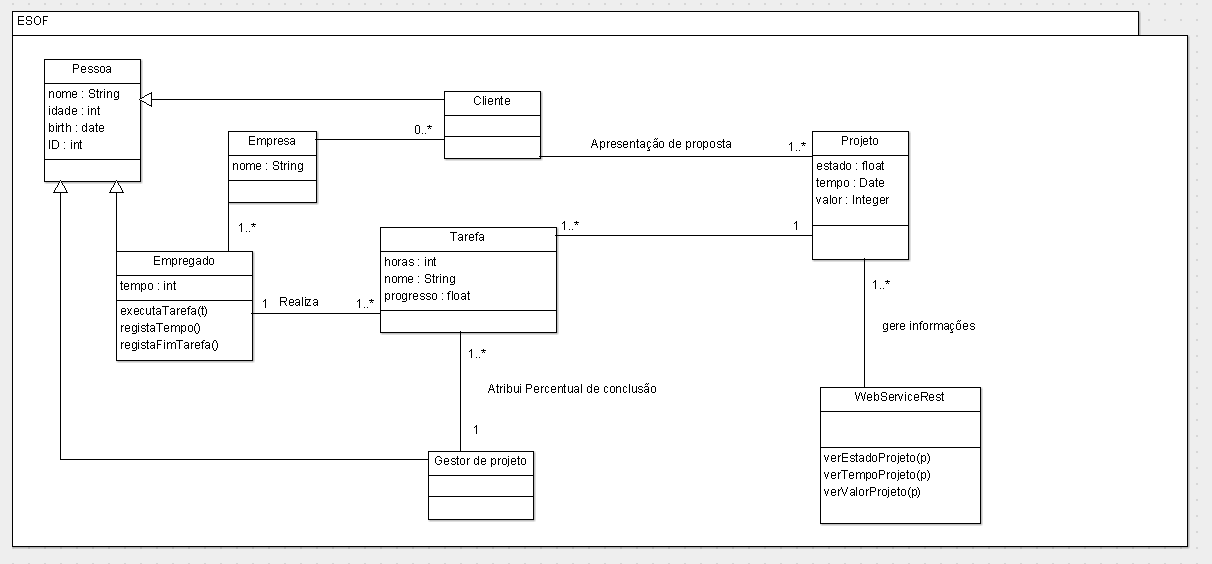 ESOF
Pessoa
nome : String
idade : int
birth : date
ID : int
Cliente
0..*
Empresa
nome : String
1..*
Apresentação de proposta
1..*
Projeto
estado : float
tempo : Date
valor : Integer
Tarefa
horas : int
nome : String
progresso : float
1..*
1
Empregado
tempo : int
executaTarefa(t)
registaTempo()
registaFimTarefa()
1
Realiza
1..*
1..*
gere informações
1..*
Atribui Percentual de conclusão
1
Gestor de projeto
WebServiceRest
verEstadoProjeto(p)
verTempoProjeto(p)
verValorProjeto(p)